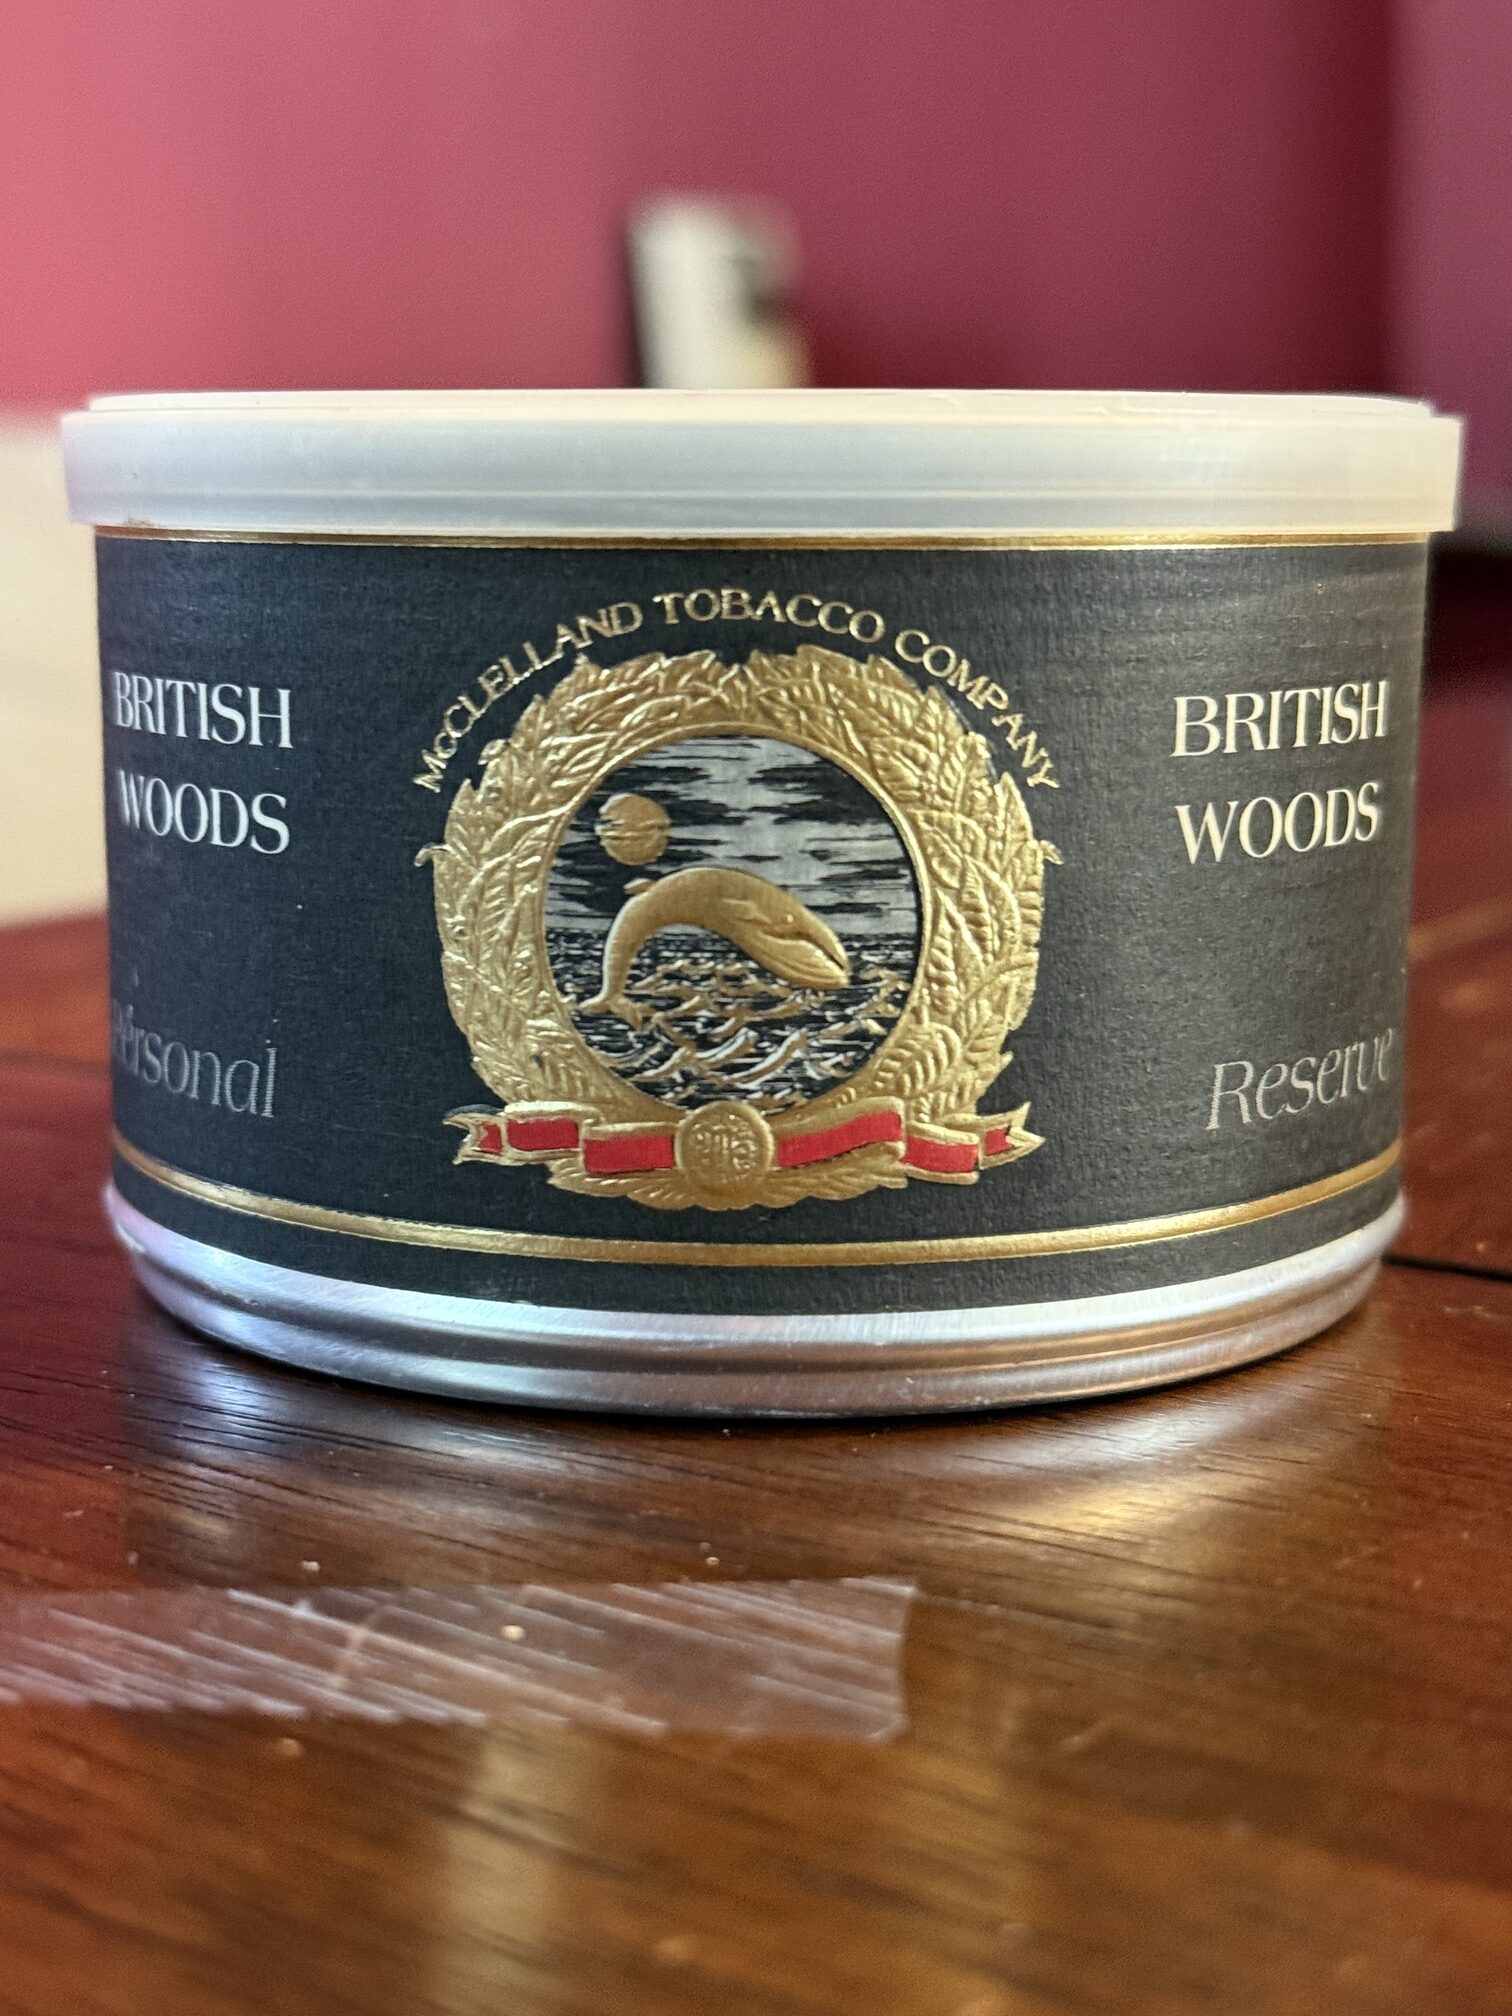 McCLELLAND TOBACCO COMPANY
BRITISH
WOODS
Personal
BRITISH
WOODS
Reserve